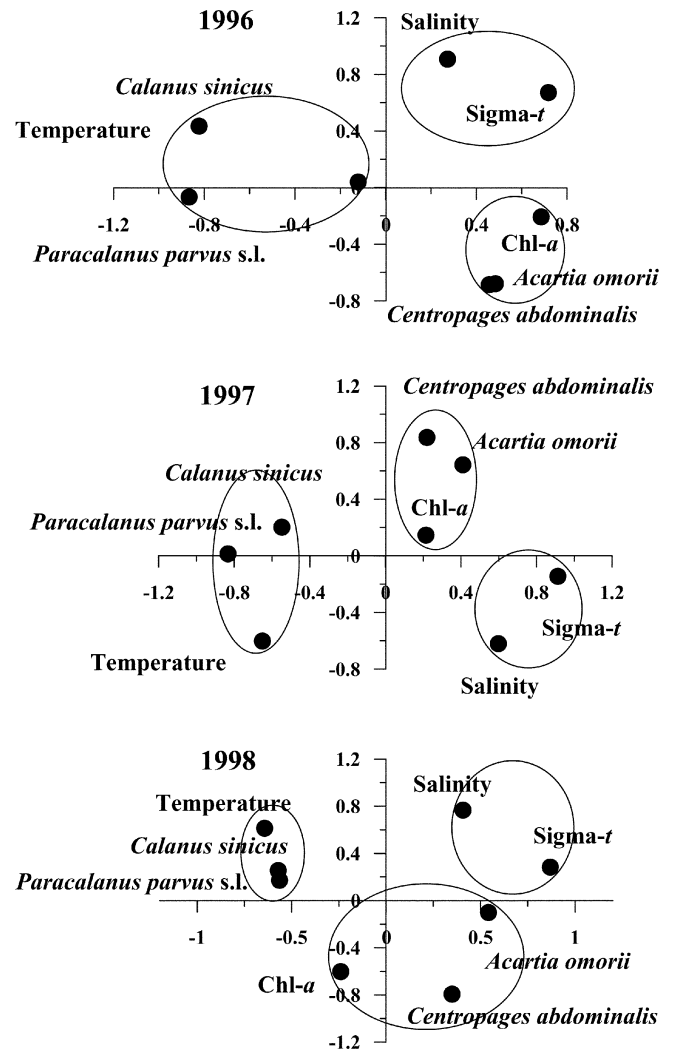 1996
1.2
Salinity
0.8
Calanus sinicus
Sigma-t
Temperature
0.4
-1.2
-0.8
-0.4
0
0.4
0.8
Paracalanus parvus s.l.
-0.4
Chl-a
Acartia omorii
-0.8
Centropages abdominalis
1997
1.2
Centropages abdominalis
0.8
Acartia omorii
Calanus sinicus
0.4
Chl-a
Paracalanus parvus s.l.
0
-1.2
-0.8
-0.4
0
0.4
0.8
1.2
-0.4
Sigma-t
Temperature
-0.8
Salinity
1998
1.2
Salinity
Temperature
0.8
Calanus sinicus
Sigma-t
0.4
Paracalanus parvus s.l.
0
-1
-0.5
0
0.5
1
-0.4
Acartia omorii
Chl-a
-0.8
Centropages abdominalis
-1.2